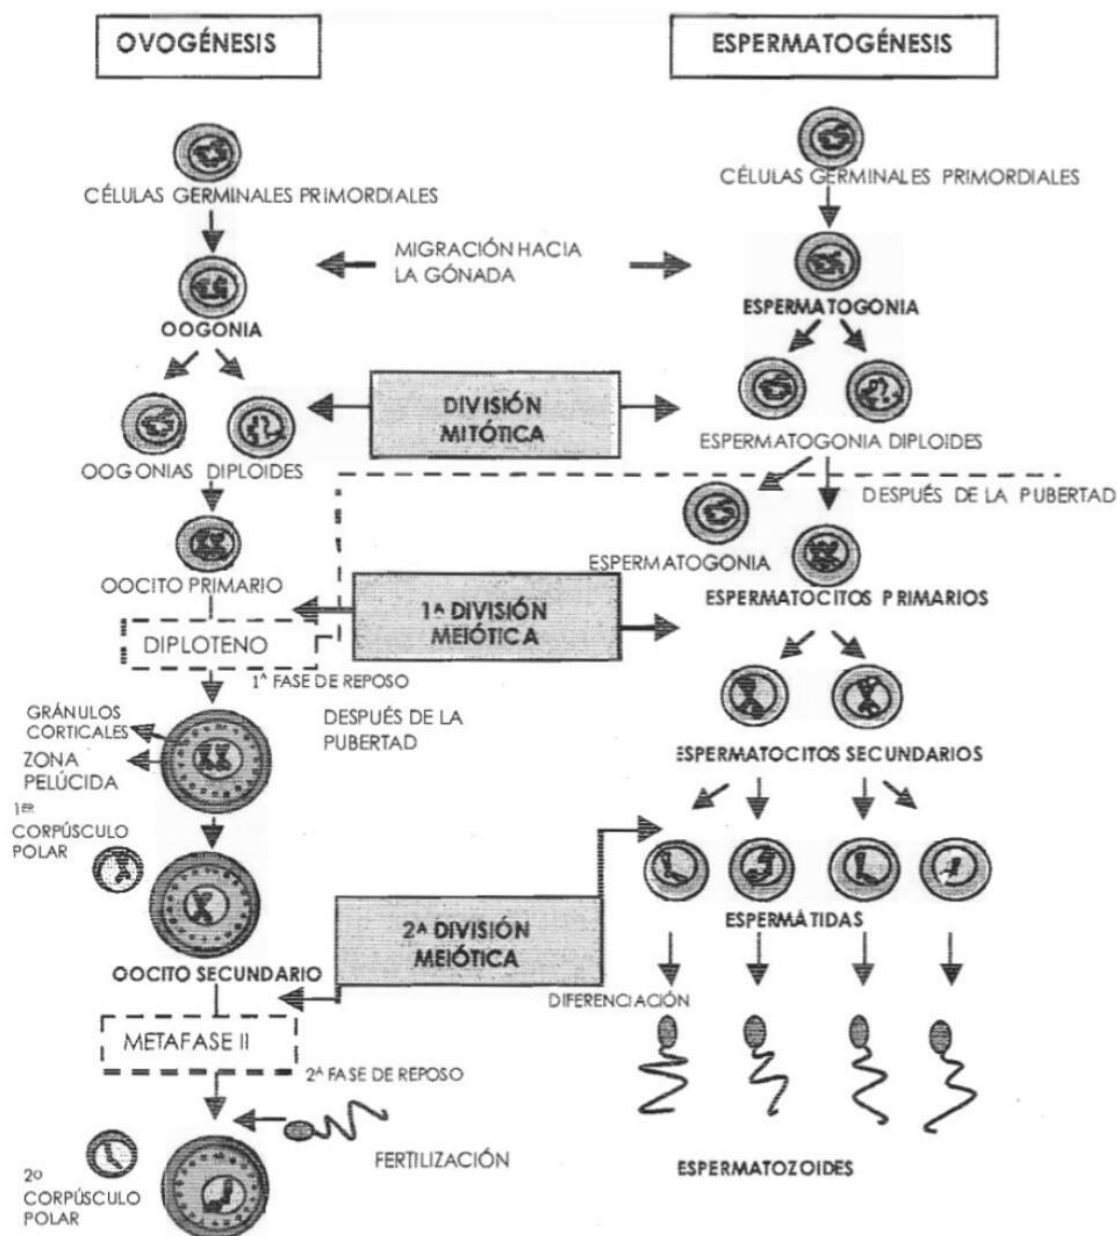 OVOGÉNESIS
ESPERMATOGÉNESIS
CÉLULAS GERMINALES PRIMORDIALES
CÉLULAS GERMINALES PRIMORDIALES
MIGRACIÓN HACIA
LA GÓNADA
OOGONIA
ESPERMATOGONIA
DIVISIÓN
MITÓTICA
OOGONIAS DIPLOIDES
ESPERMATOGONIA DIPLOIDES
DESPUÉS DE LA PUBERTAD
ESPERMATOGONIA
OOCITO PRIMARIO
ESPERMATOCITOS PRIMARIOS
1ª DIVISIÓN
MEIÓTICA
DIPLOTENO
1ª FASE DE REPOSO
GRÁNULOS
CORTICALES
ZONA
PELÚCIDA
DESPUÉS DE LA
PUBERTAD
ESPERMATOCITOS SECUNDARIOS
1ER
CORPÚSCULO
POLAR
ESPERMÁTIDAS
2ª DIVISIÓN
MEIÓTICA
OOCITO SECUNDARIO
DIFERENCIACIÓN
METAFASE II
2ª FASE DE REPOSO
FERTILIZACIÓN
ESPERMATOZOIDES
2º
CORPÚSCULO
POLAR